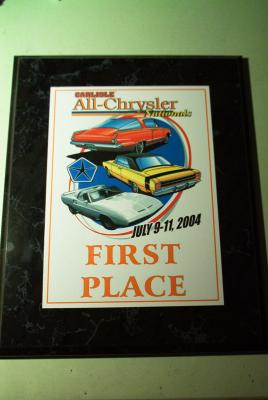 CARLISLE
All-Chrysler
Nationals
JULY 9-11, 2004
FIRST
PLACE